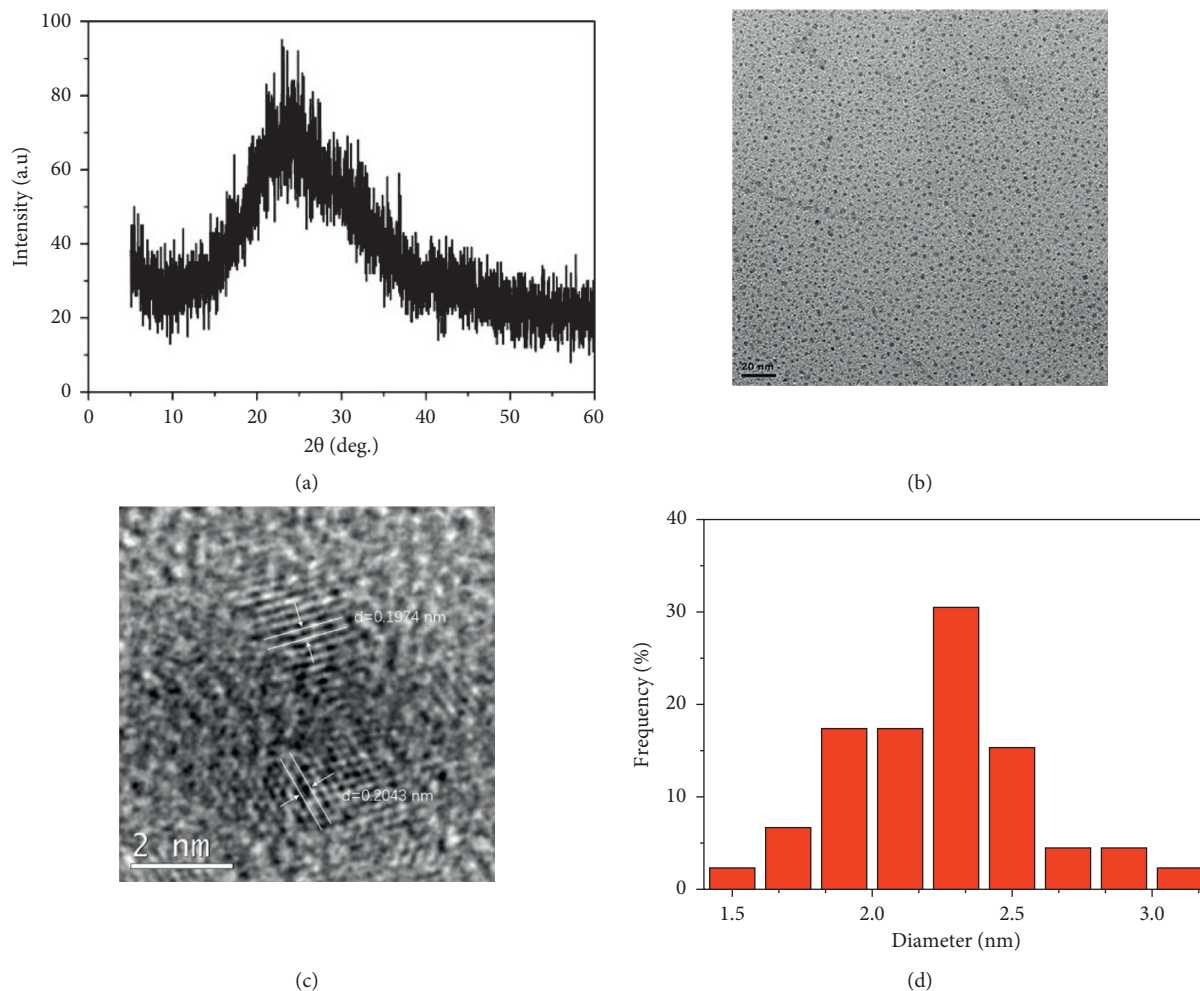 100
80
60
40
20
0
Intensity (a.u)
0 10 20 30 40 50 60
2θ (deg.)
(a)
20 nm
(b)
d=0.1974 nm
d=0.2043 nm
2 nm
(c)
40
30
20
10
0
Frequency (%)
1.5 2.0 2.5 3.0
Diameter (nm)
(d)